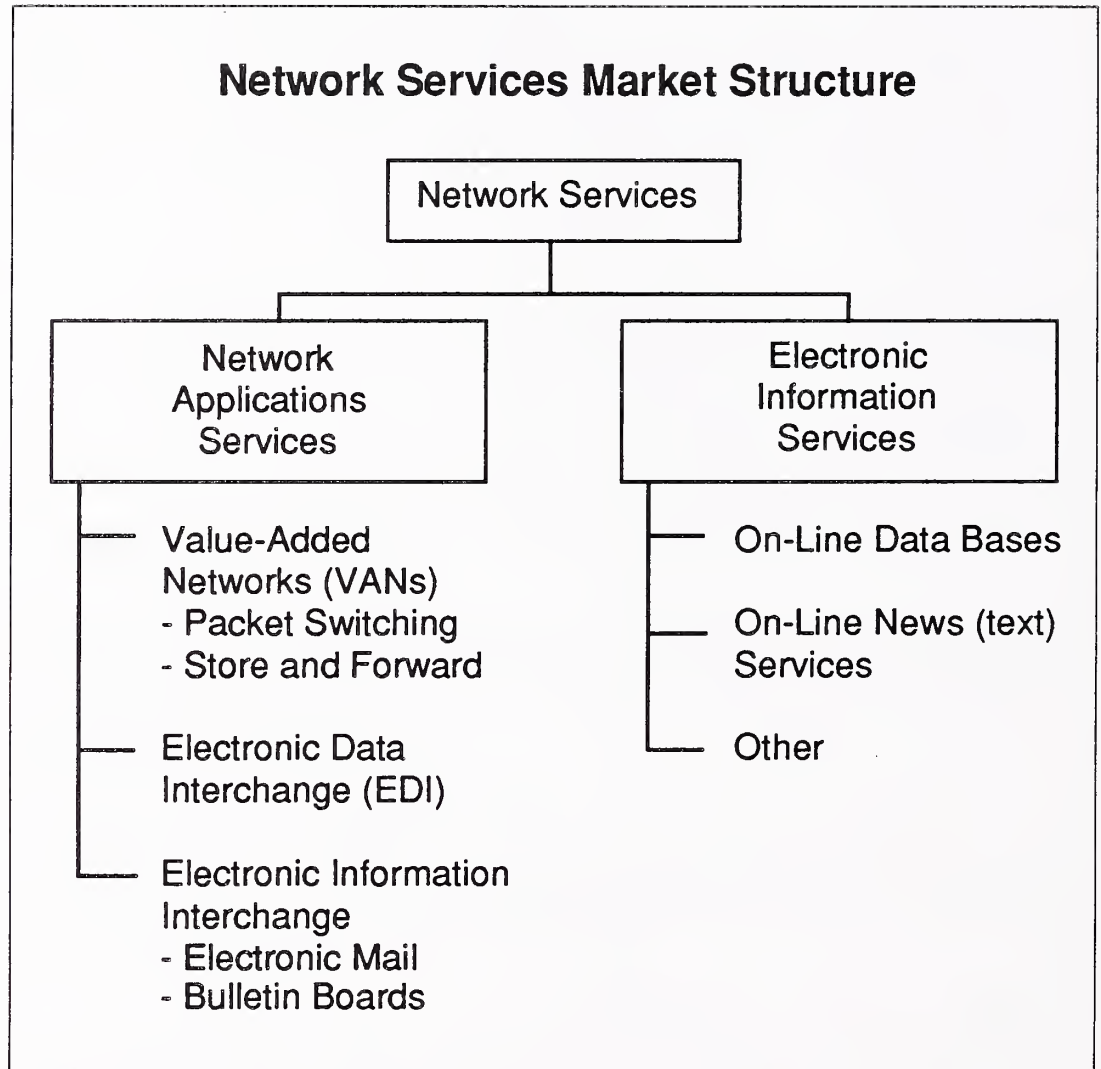 Network Services Market Structure
Network Services
Network
Applications
Services
Value-Added
Networks (VANs)
- Packet Switching
- Store and Forward
Electronic Data
Interchange (EDI)
Electronic Information
Interchange
- Electronic Mail
- Bulletin Boards
Electronic
Information
Services
On-Line Data Bases
On-Line News (text)
Services
Other